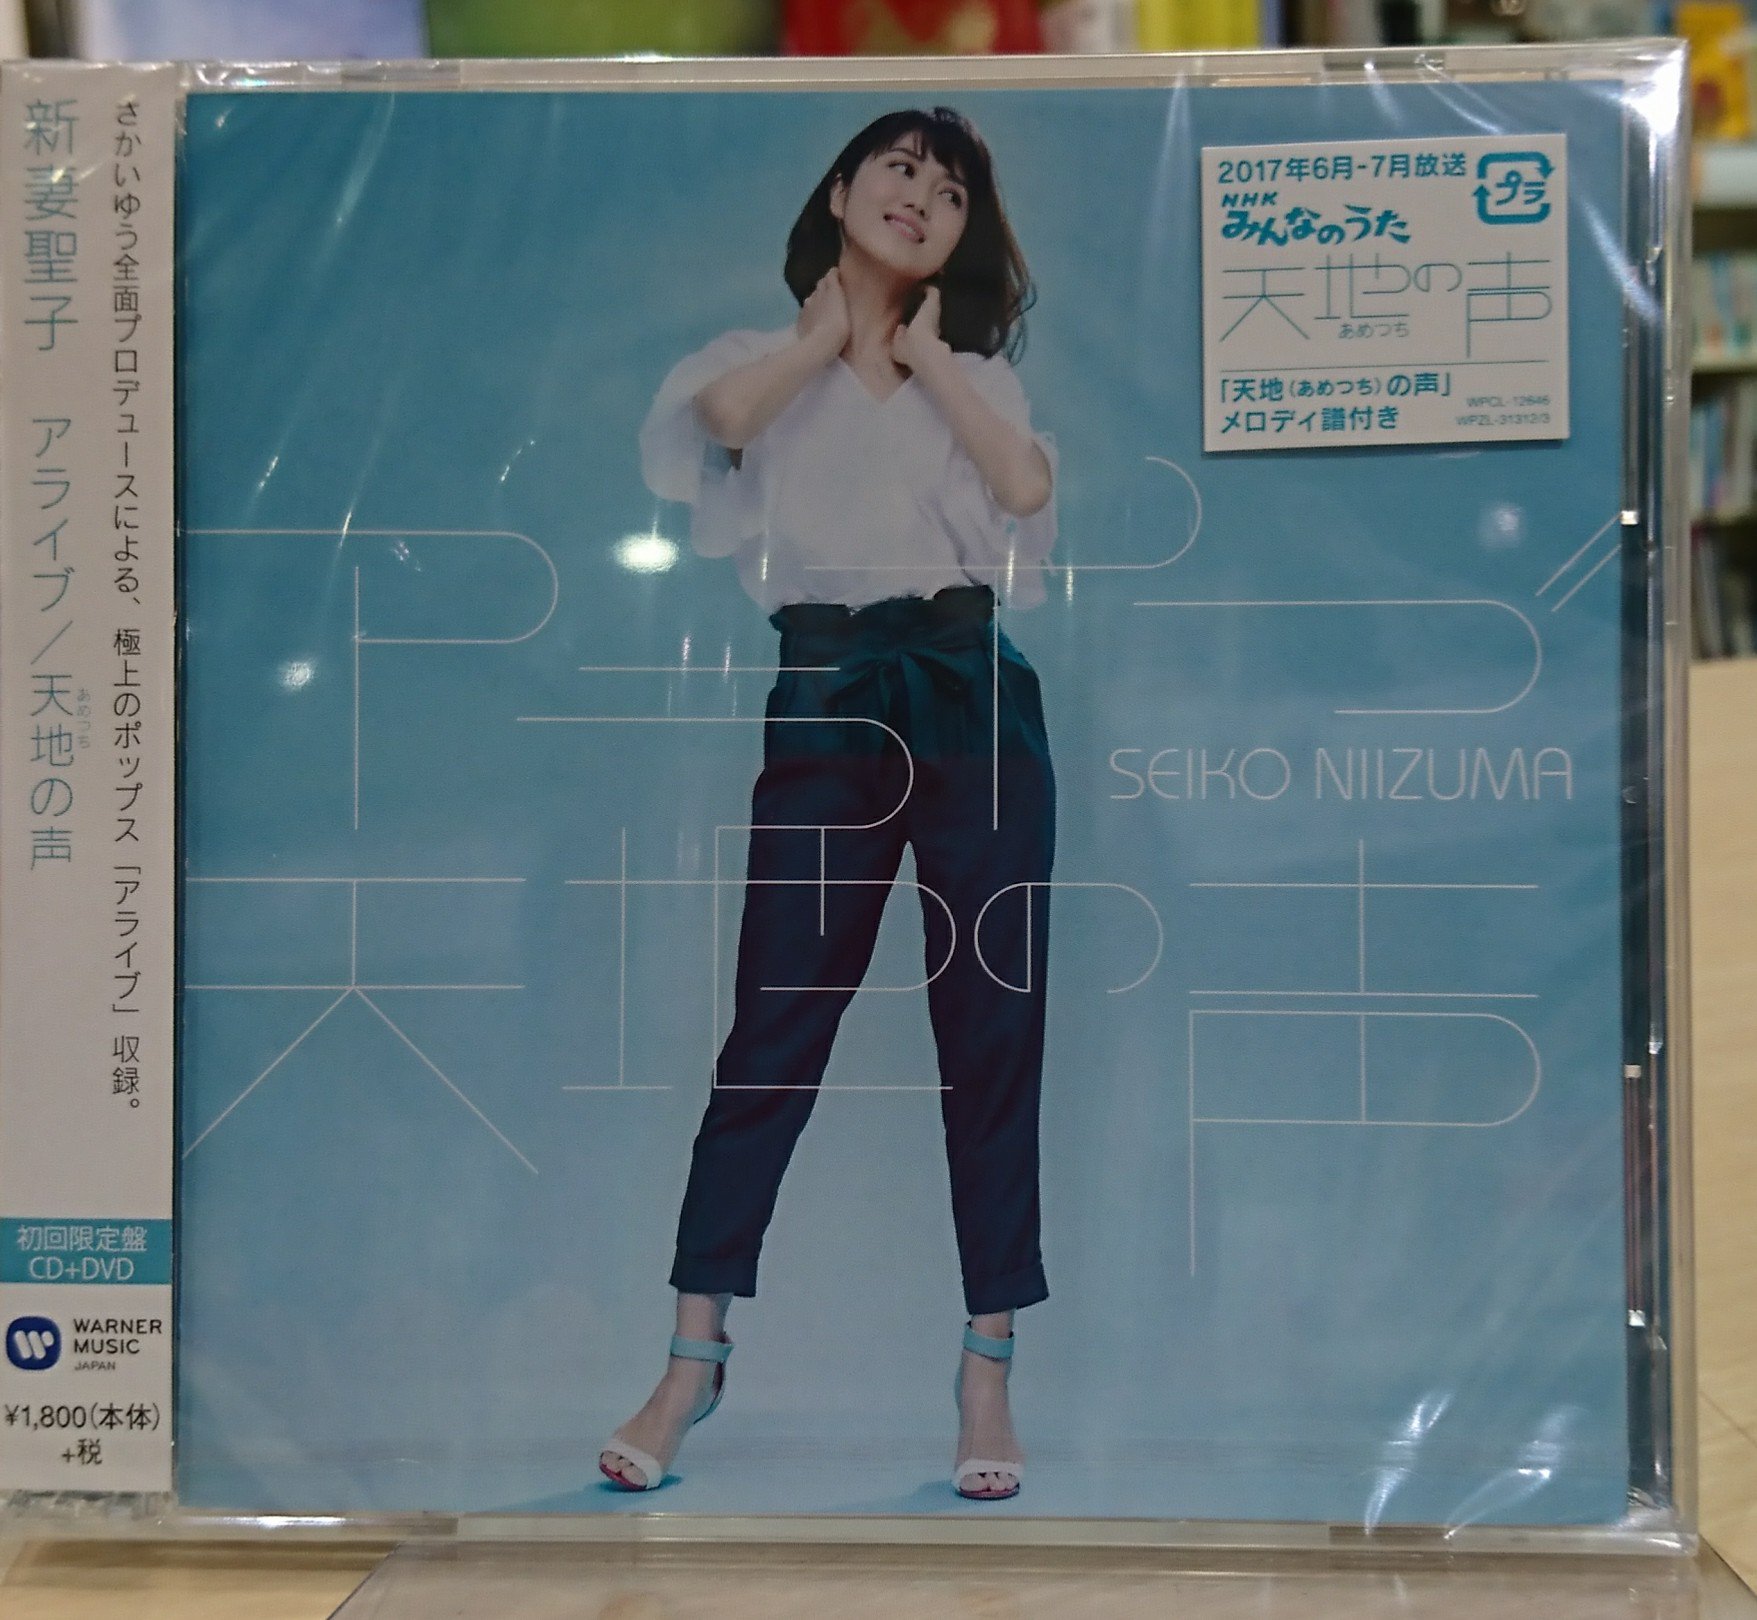 新妻聖子 アライブ/天地の声
あめつち
さかいゆう全面プロデュースによる、極上のポップス「アライブ」収録。
初回限定盤
CD+DVD
WARNER
MUSIC
JAPAN
¥1,800(本体)
+税
2017年6月-7月放送
プラ
NHK
みんなのうた
天地の声
あめつち
「天地(あめつち)の声」
メロディ譜付き
WPCL-12646
WPZL-31312/3
アライブ
SEIKO NIIZUMA
天地の声